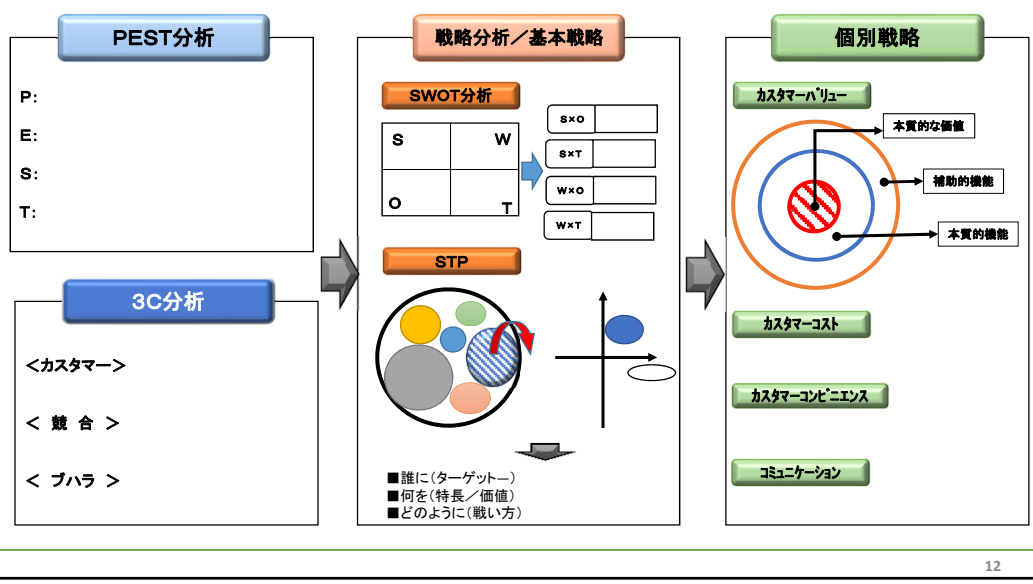 PEST分析
P：
E：
S：
T：
3C分析
＜カスタマー＞
＜ 競 合 ＞
＜ ブハラ ＞
戦略分析／基本戦略
SWOT分析
S
W
O
T
S×O
S×T
W×O
W×T
STP
■誰に（ターゲットー）
■何を（特長／価値）
■どのように（戦い方）
個別戦略
ｶｽﾀﾏｰﾊﾞﾘｭｰ
本質的な価値
補助的機能
本質的機能
ｶｽﾀﾏｰｺｽﾄ
ｶｽﾀﾏｰｺﾝﾋﾞﾆエンス
ｺﾐｭﾆｹｰｼｮﾝ
12